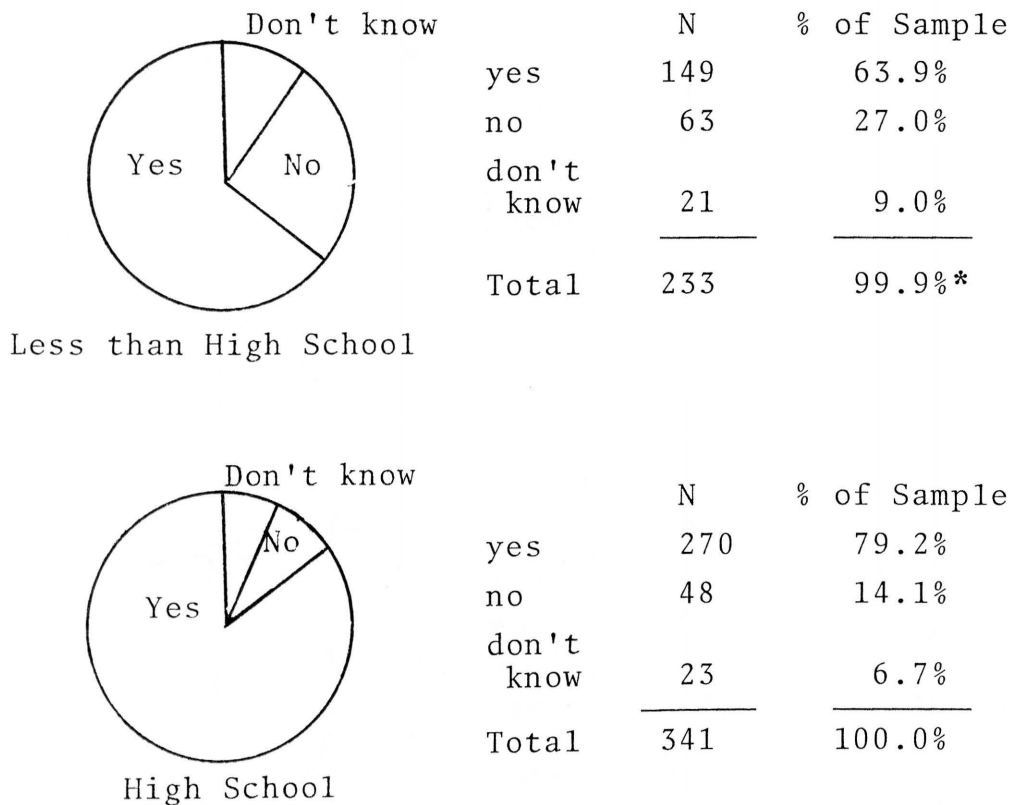 Don't know
Yes
No
Less than High School
N % of Sample
yes 149 63.9%
no 63 27.0%
don't
know 21 9.0%
Total 233 99.9%*
Don't know
No
Yes
High School
N % of Sample
yes 270 79.2%
no 48 14.1%
don't
know 23 6.7%
Total 341 100.0%